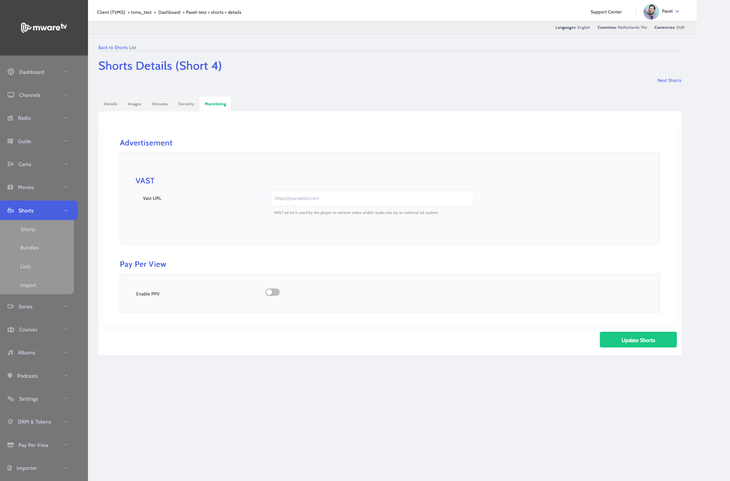 mwaretv
Client (TVMS) > tvms_test > Dashboard > Pavel-test > shorts > details
Support Center
Pavel
Languages: English Countries: Netherlands The Currencies: EUR
Dashboard
Channels
Radio
Guide
Cams
Movies
Shorts
Shorts
Bundles
Lists
Import
Series
Courses
Albums
Podcasts
Settings
DRM & Tokens
Pay Per View
Importer
Back to Shorts List
Shorts Details (Short 4)
Next Shorts
Details Images Streams Security Monetising
Advertisement
VAST
Vast URL
https://yourvasturl.com
VAST ad url is used by the player to retrieve video and/or audio ads via an external ad system.
Pay Per View
Enable PPV
Update Shorts